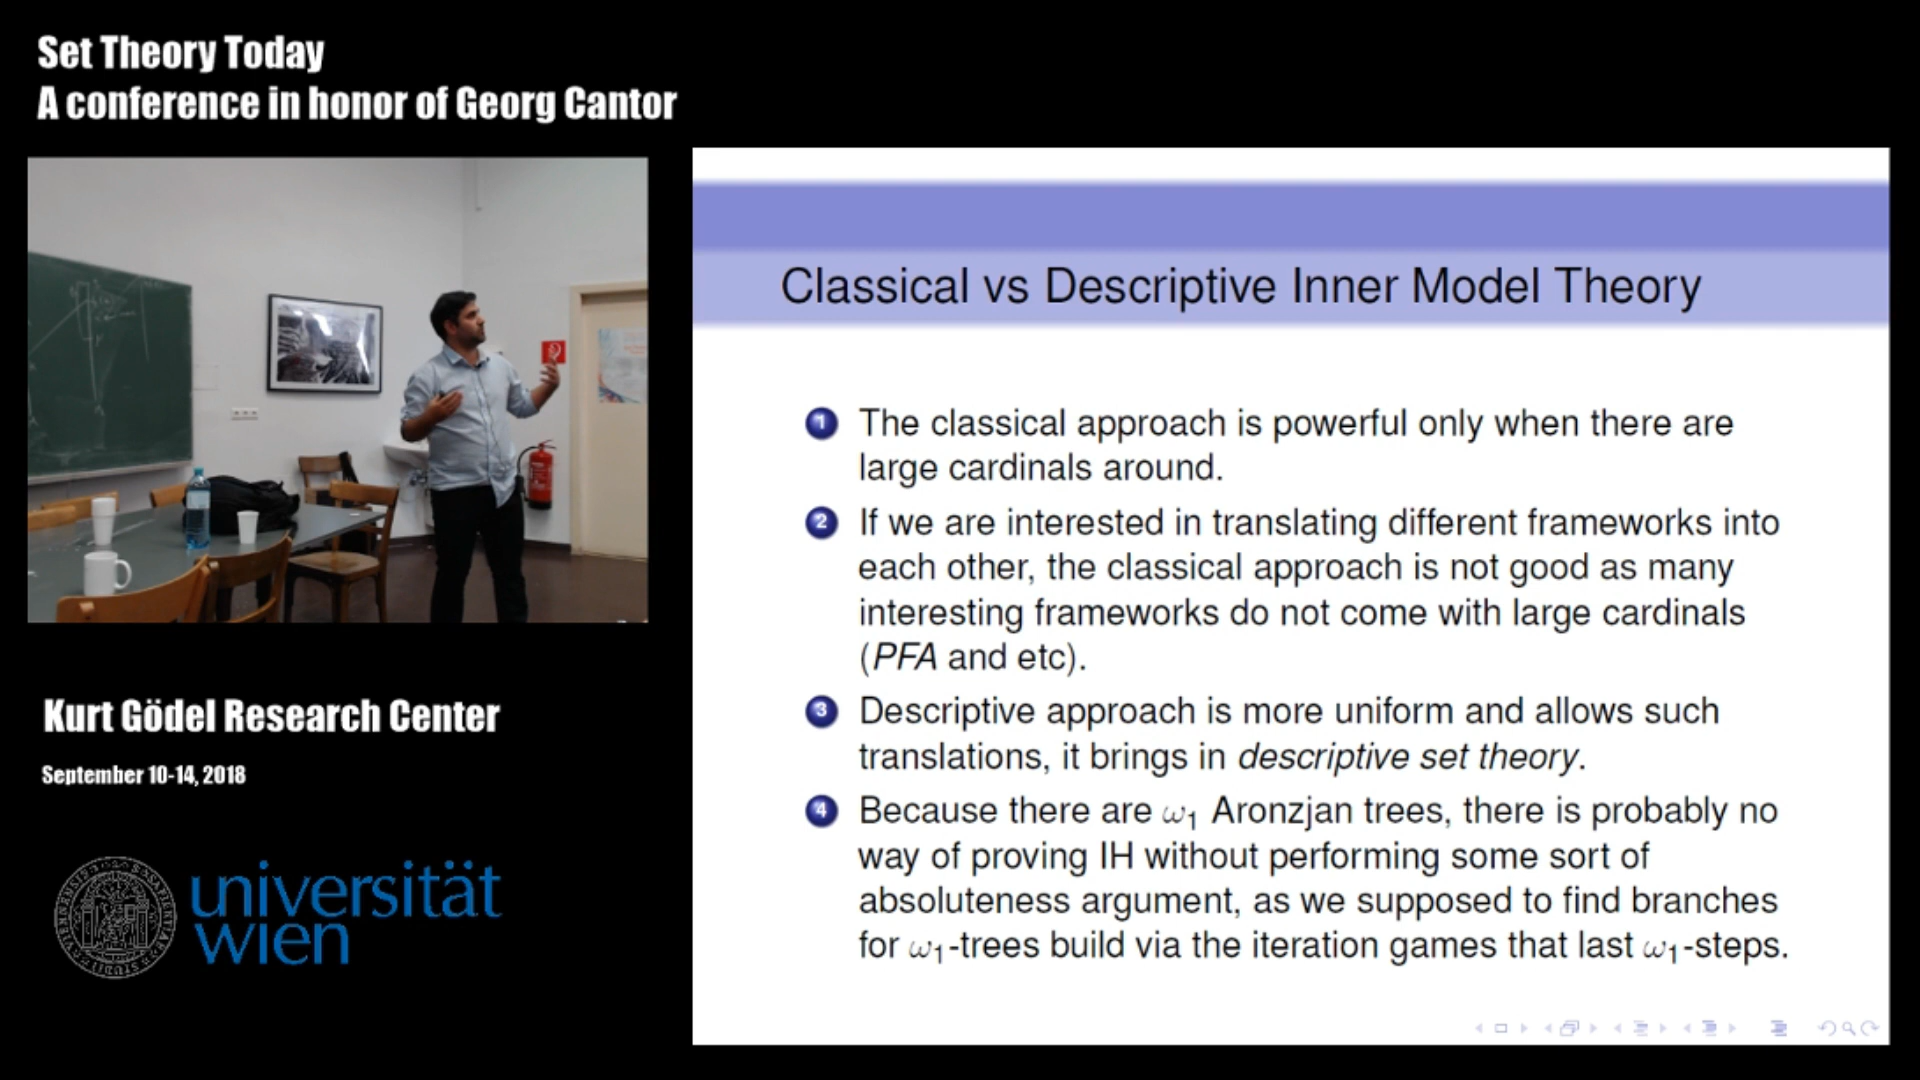 Set Theory Today
A conference in honor of Georg Cantor
Classical vs Descriptive Inner Model Theory
1 The classical approach is powerful only when there are
large cardinals around.
2 If we are interested in translating different frameworks into
each other, the classical approach is not good as many
interesting frameworks do not come with large cardinals
(PFA and etc).
3 Descriptive approach is more uniform and allows such
translations, it brings in descriptive set theory.
4 Because there are ω₁ Aronzjan trees, there is probably no
way of proving IH without performing some sort of
absoluteness argument, as we supposed to find branches
for ω₁-trees build via the iteration games that last ω₁-steps.
Kurt Gödel Research Center
September 10-14, 2018
universität
wien